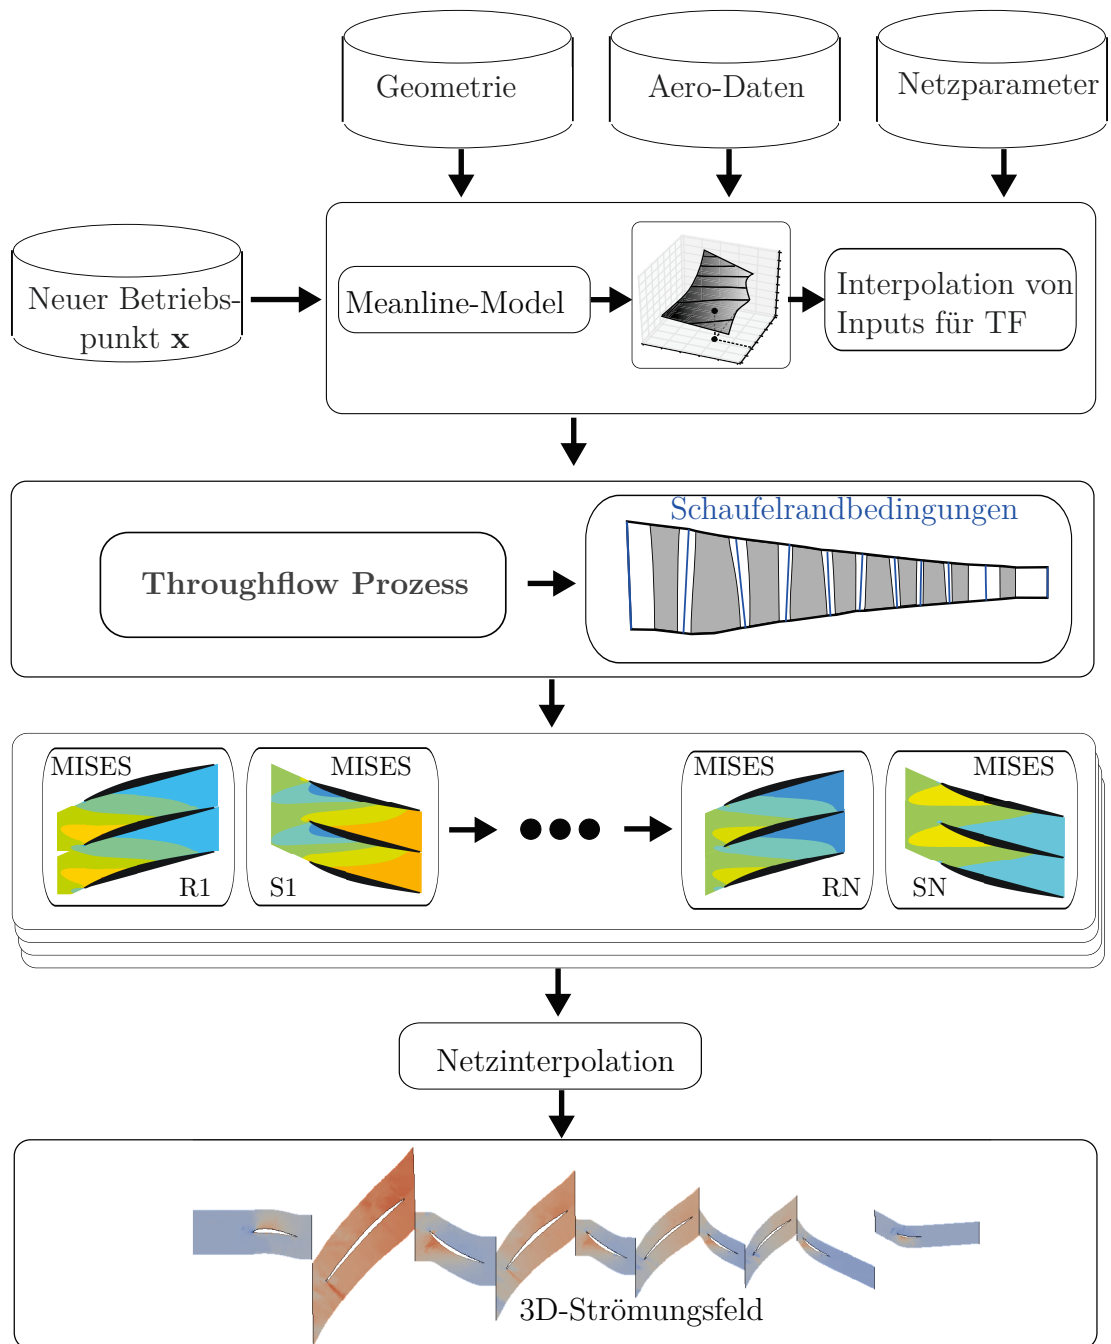 Geometrie
Aero-Daten
Netzparameter
Neuer Betriebs-
punkt x
Meanline-Model
Interpolation von
Inputs für TF
Throughflow Prozess
Schaufelrandbedingungen
MISES
R1
MISES
S1
MISES
RN
MISES
SN
Netzinterpolation
3D-Strömungsfeld